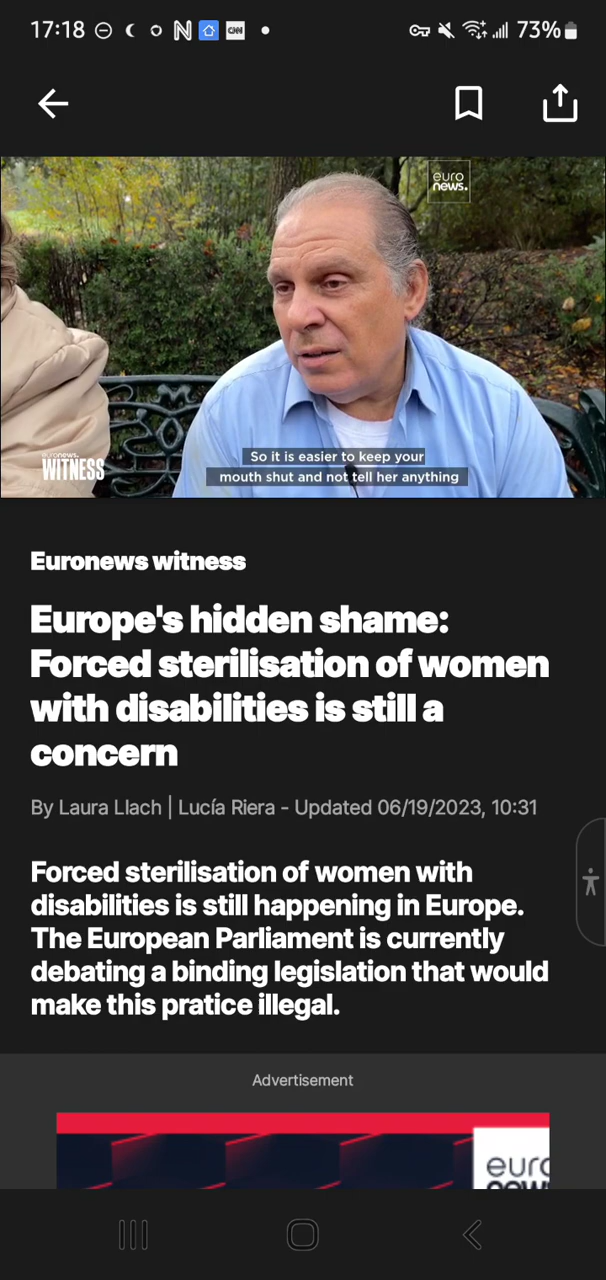 17:18
N
CNN
73%
euro
news.
So it is easier to keep your
mouth shut and not tell her anything
euronews.
WITNESS
Euronews witness
Europe's hidden shame:
Forced sterilisation of women
with disabilities is still a
concern
By Laura Llach | Lucía Riera - Updated 06/19/2023, 10:31
Forced sterilisation of women with
disabilities is still happening in Europe.
The European Parliament is currently
debating a binding legislation that would
make this pratice illegal.
Advertisement